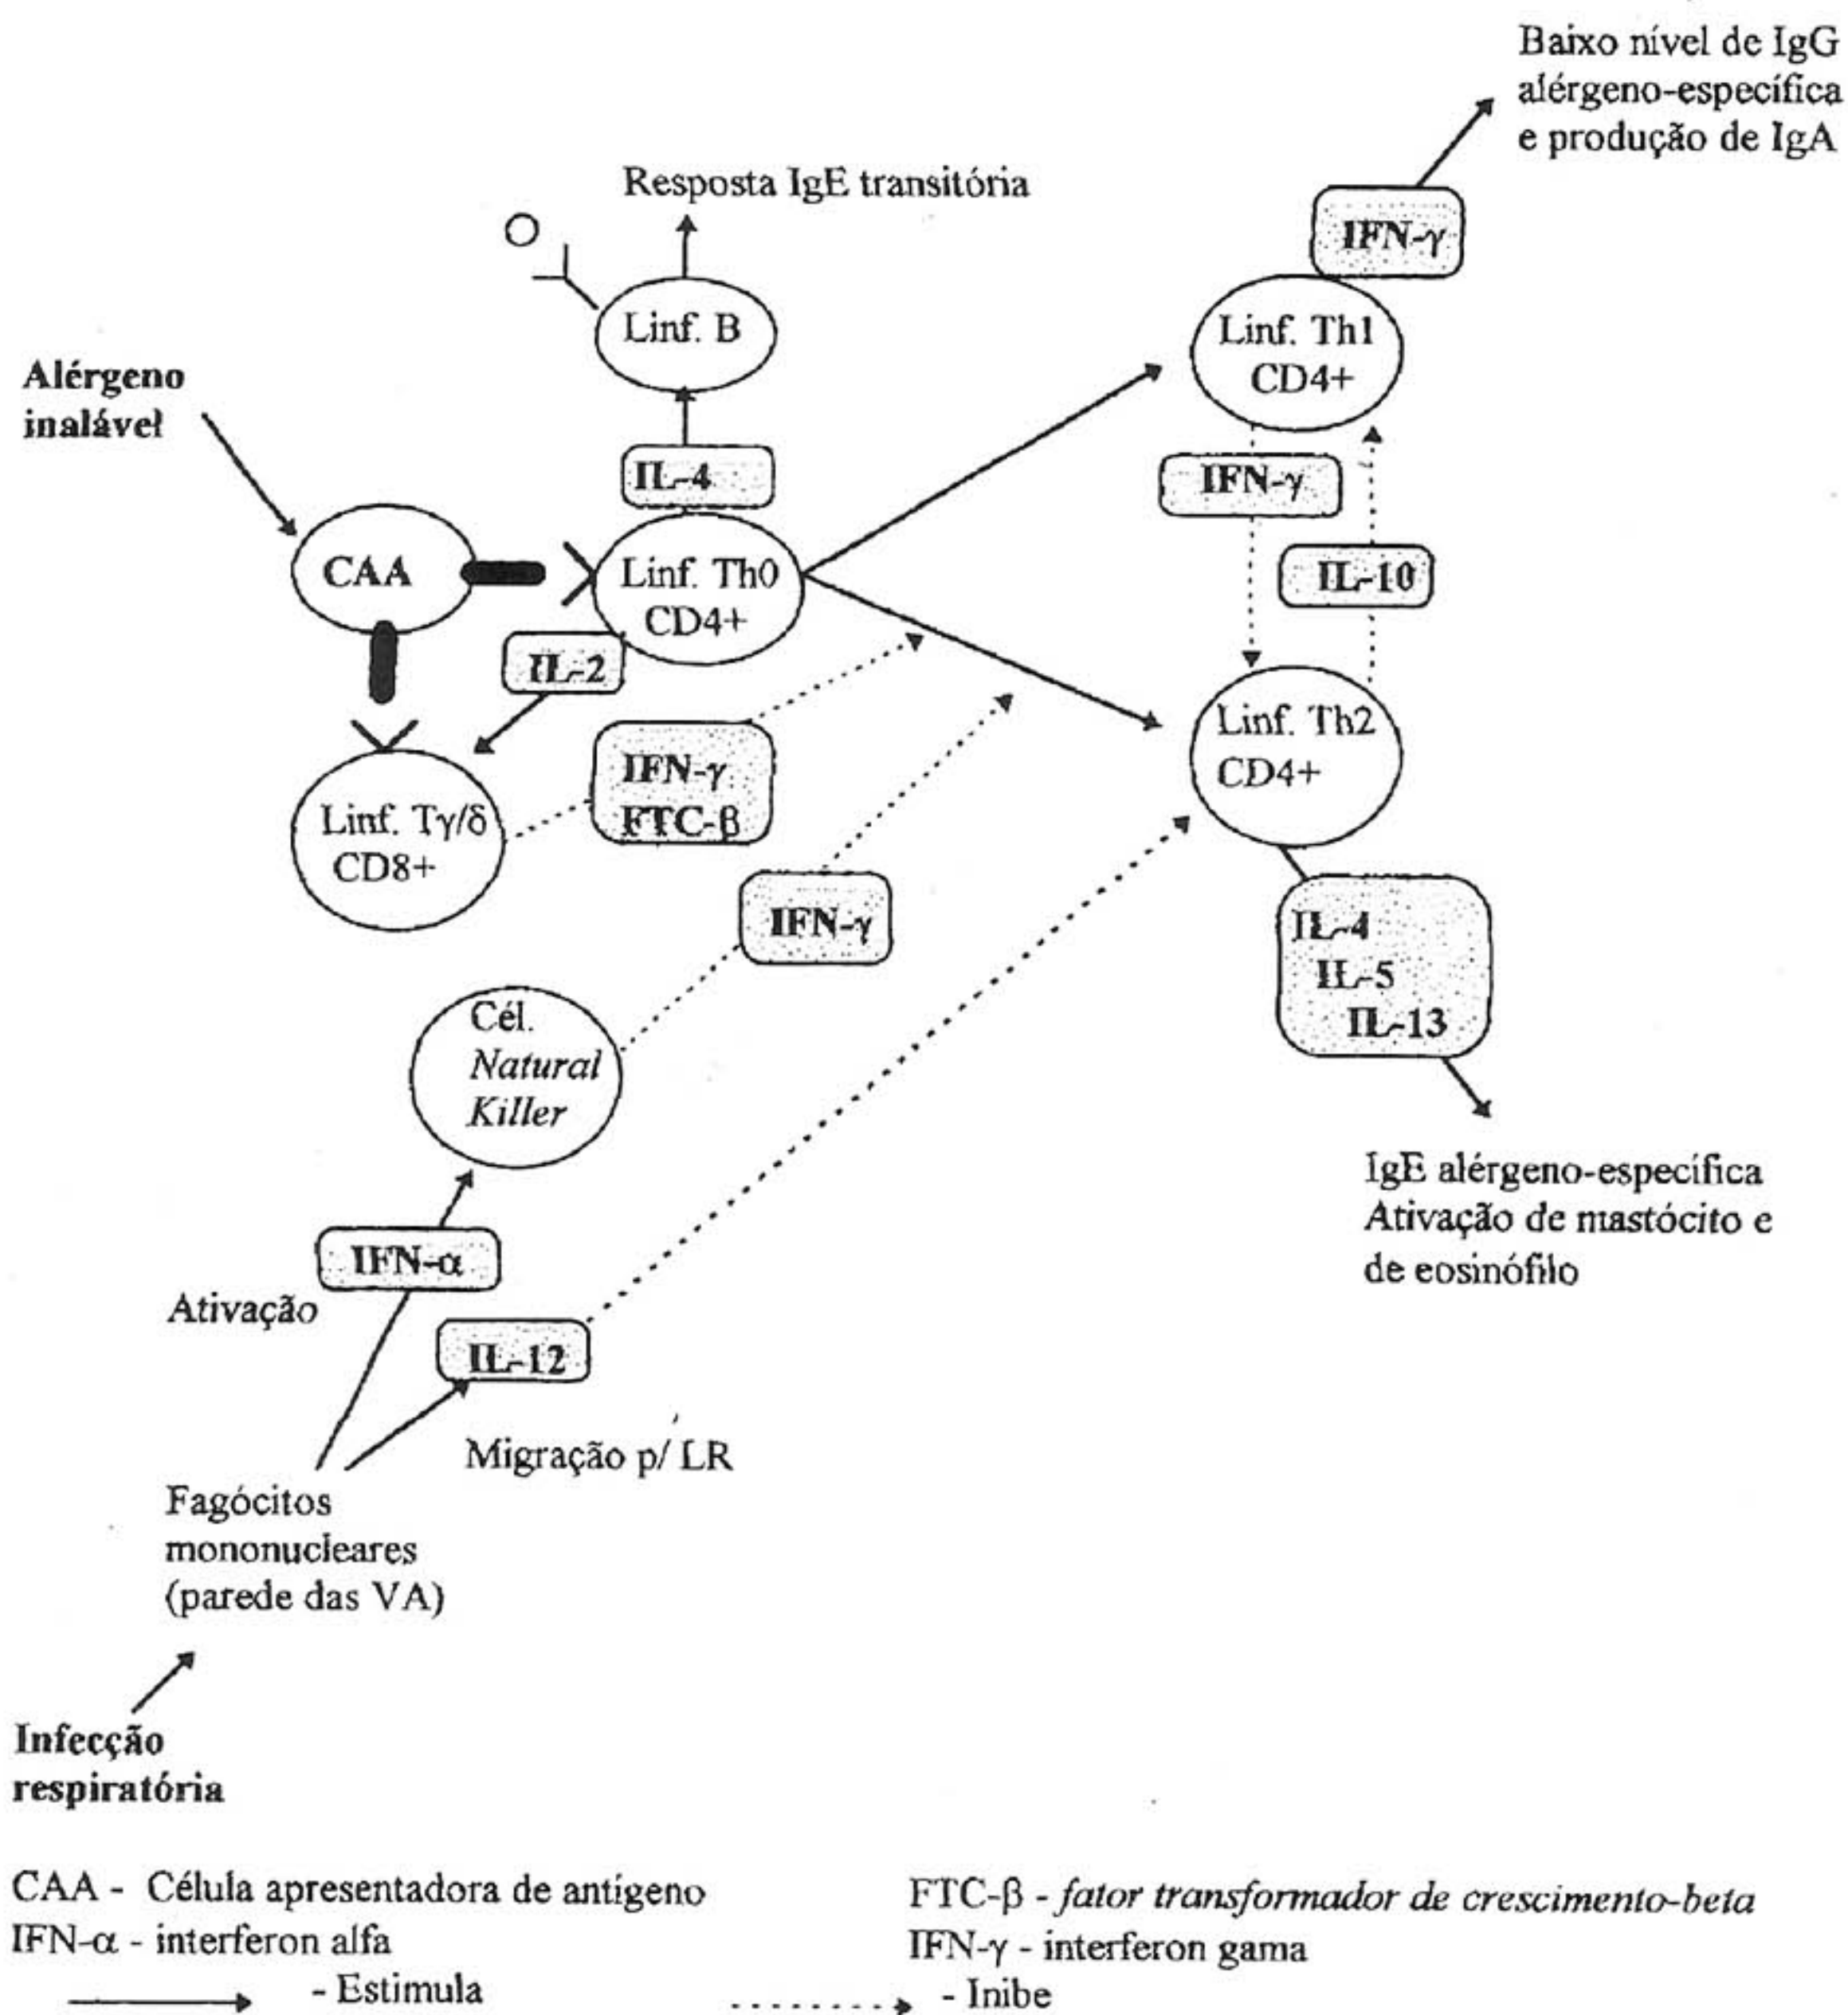 Baixo nível de IgG
alérgeno-específica
e produção de IgA
Resposta IgE transitória
IFN-γ
Linf. B
Linf. Th1
CD4+
Alérgeno
inalável
IL-4
IFN-γ
CAA
Linf. Th0
CD4+
IL-10
IL-2
Linf. Th2
CD4+
IFN-γ
FTC-β
Linf. Tγ/δ
CD8+
IFN-γ
IL-4
IL-5
IL-13
Cél.
Natural
Killer
IgE alérgeno-específica
Ativação de mastócito e
de eosinófilo
IFN-α
Ativação
IL-12
Migração p/ LR
Fagócitos
mononucleares
(parede das VA)
Infecção
respiratória
CAA - Célula apresentadora de antígeno
FTC-β - fator transformador de crescimento-beta
IFN-α - interferon alfa
IFN-γ - interferon gama
- Estimula
- Inibe